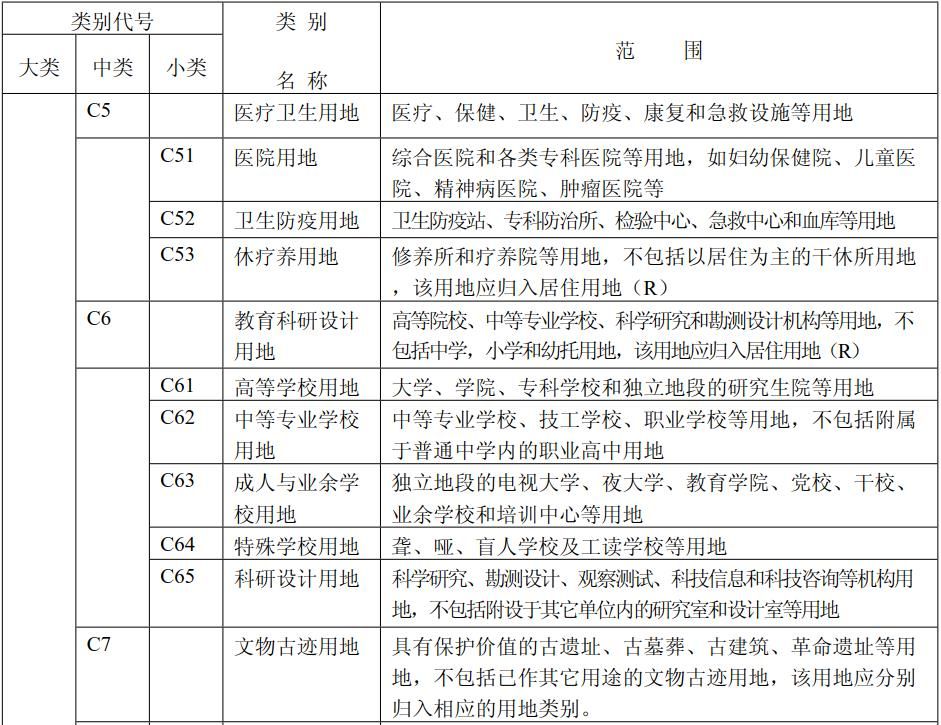 类别代号 类 别
名 称 范 围
大类 中类 小类
C5 医疗卫生用地 医疗、保健、卫生、防疫、康复和急救设施等用地
C51 医院用地 综合医院和各类专科医院等用地，如妇幼保健院、儿童医
院、精神病医院、肿瘤医院等
C52 卫生防疫用地 卫生防疫站、专科防治所、检验中心、急救中心和血库等用地
C53 休疗养用地 修养所和疗养院等用地，不包括以居住为主的干休所用地
，该用地应归入居住用地（R）
C6 教育科研设计 高等院校、中等专业学校、科学研究和勘测设计机构等用地，不
用地 包括中学，小学和幼托用地，该用地应归入居住用地（R）
C61 高等学校用地 大学、学院、专科学校和独立地段的研究生院等用地
C62 中等专业学校 中等专业学校、技工学校、职业学校等用地，不包括附属
用地 于普通中学内的职业高中用地
C63 成人与业余学 独立地段的电视大学、夜大学、教育学院、党校、干校、
校用地 业余学校和培训中心等用地
C64 特殊学校用地 聋、哑、盲人学校及工读学校等用地
C65 科研设计用地 科学研究、勘测设计、观察测试、科技信息和科技咨询等机构用
地，不包括附设于其它单位内的研究室和设计室等用地
C7 文物古迹用地 具有保护价值的古遗址、古墓葬、古建筑、革命遗址等用
地，不包括已作其它用途的文物古迹用地，该用地应分别
归入相应的用地类别。